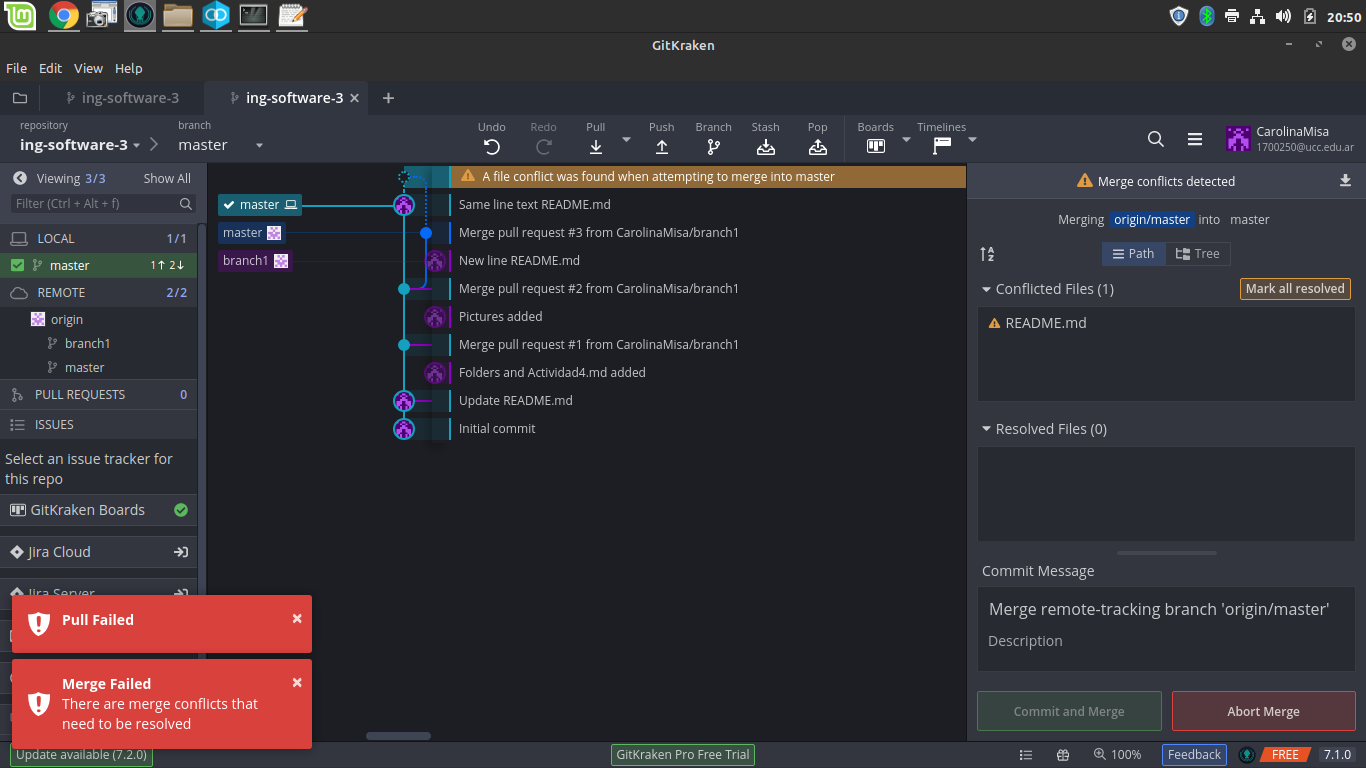 20:50
GitKraken
File Edit View Help
ing-software-3
ing-software-3
repository
ing-software-3
branch
master
Undo
Redo
Pull
Push
Branch
Stash
Pop
Boards
Timelines
CarolinaMisa
1700250@ucc.edu.ar
Viewing 3/3 Show All
Filter (Ctrl + Alt + f)
LOCAL 1/1
master 1 2
REMOTE 2/2
origin
branch1
master
PULL REQUESTS 0
ISSUES
Select an issue tracker for
this repo
GitKraken Boards
Jira Cloud
Jira Server
Pull Failed
Merge Failed
There are merge conflicts that
need to be resolved
A file conflict was found when attempting to merge into master
master
Same line text README.md
master
Merge pull request #3 from CarolinaMisa/branch1
branch1
New line README.md
Merge pull request #2 from CarolinaMisa/branch1
Pictures added
Merge pull request #1 from CarolinaMisa/branch1
Folders and Actividad4.md added
Update README.md
Initial commit
Merge conflicts detected
Merging origin/master into master
Path Tree
Conflicted Files (1)
Mark all resolved
README.md
Resolved Files (0)
Commit Message
Merge remote-tracking branch 'origin/master'
Description
Commit and Merge
Abort Merge
Update available (7.2.0)
GitKraken Pro Free Trial
100%
Feedback
FREE
7.1.0